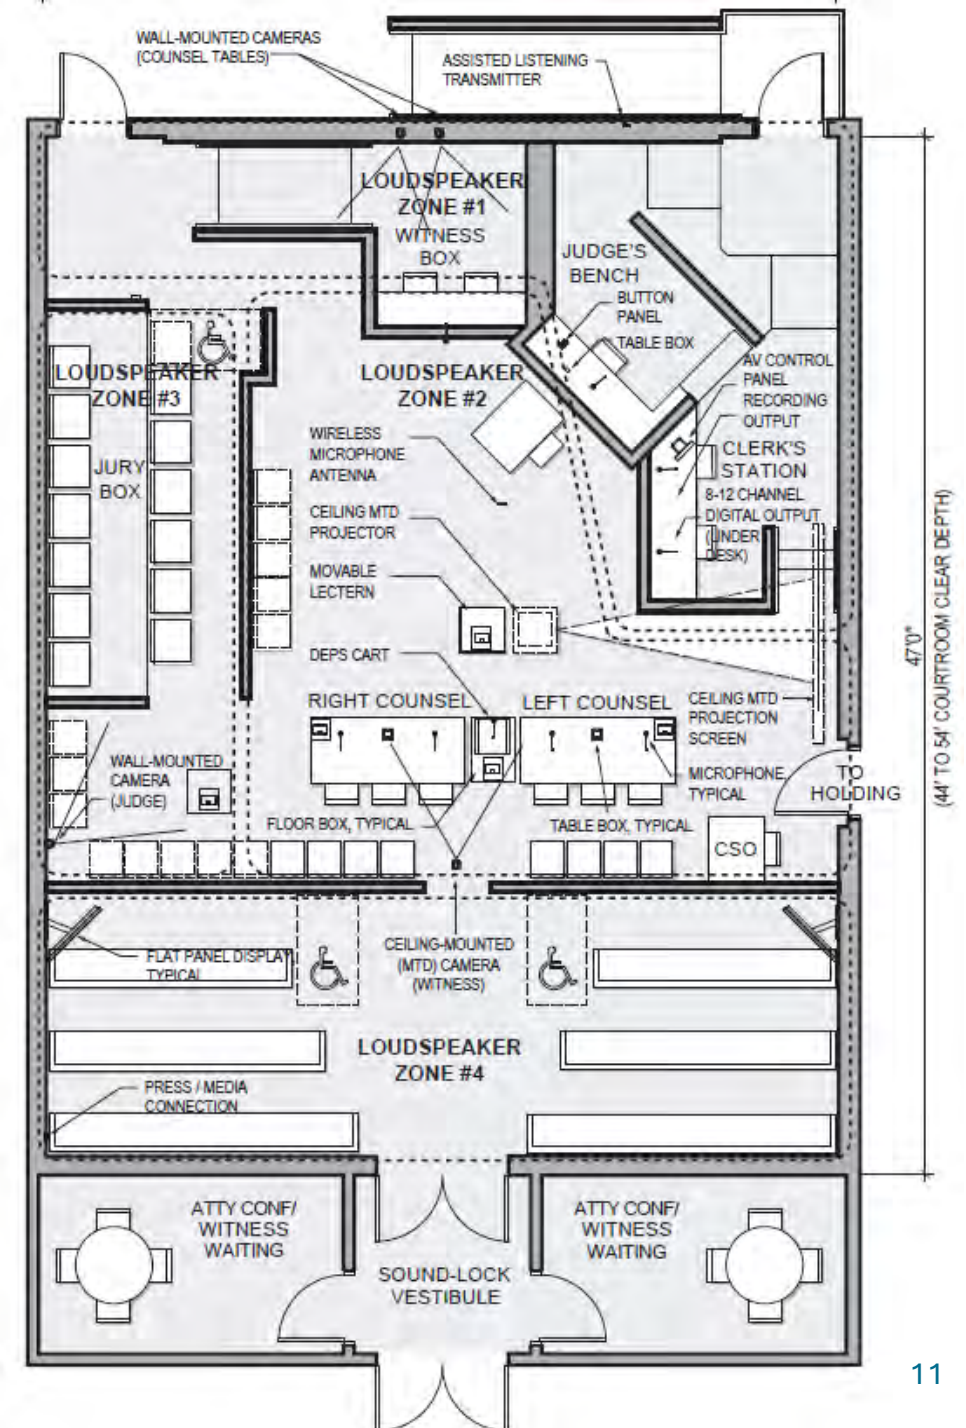 WALL-MOUNTED CAMERAS
(COUNSEL TABLES)
ASSISTED LISTENING
TRANSMITTER
LOUDSPEAKER
ZONE #1
WITNESS
BOX
JUDGE'S
BENCH
BUTTON
PANEL
TABLE BOX
AV CONTROL
PANEL
RECORDING
OUTPUT
CLERK'S
STATION
8-12 CHANNEL
DIGITAL OUTPUT
(UNDER
DESK)
LOUDSPEAKER
ZONE #3
JURY
BOX
LOUDSPEAKER
ZONE #2
WIRELESS
MICROPHONE
ANTENNA
CEILING MTD
PROJECTOR
MOVABLE
LECTERN
DEPS CART
RIGHT COUNSEL
LEFT COUNSEL
CEILING MTD
PROJECTION
SCREEN
WALL-MOUNTED
CAMERA
(JUDGE)
MICROPHONE,
TYPICAL
TO
HOLDING
FLOOR BOX, TYPICAL
TABLE BOX, TYPICAL
CSO
47'0"
(44' TO 54' COURTROOM CLEAR DEPTH)
FLAT PANEL DISPLAY
TYPICAL
CEILING-MOUNTED
(MTD) CAMERA
(WITNESS)
LOUDSPEAKER
ZONE #4
PRESS / MEDIA
CONNECTION
ATTY CONF/
WITNESS
WAITING
SOUND-LOCK
VESTIBULE
ATTY CONF/
WITNESS
WAITING
11